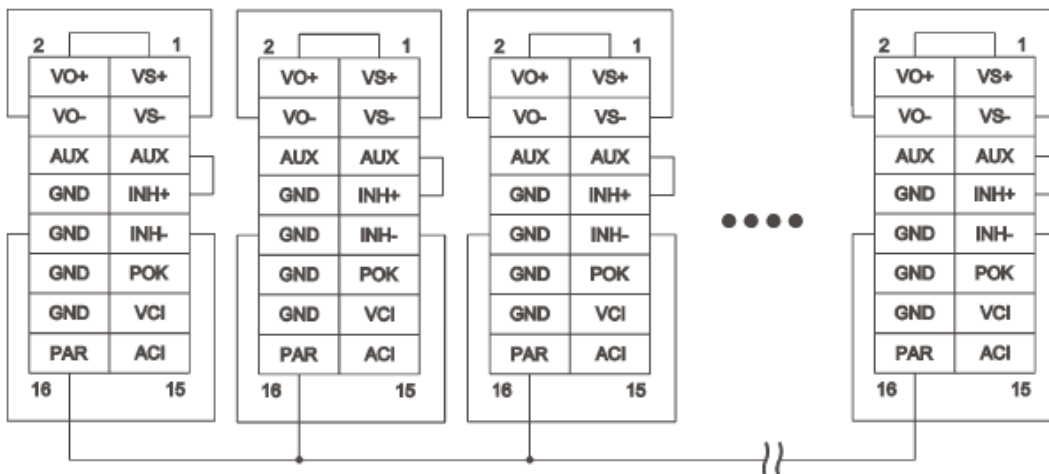 2 1 2 1 2 1 2 1
VO+ VS+ VO+ VS+ VO+ VS+ VO+ VS+
VO- VS- VO- VS- VO- VS- VO- VS-
AUX AUX AUX AUX AUX AUX AUX AUX
GND INH+ GND INH+ GND INH+ GND INH+
GND INH- GND INH- GND INH- GND INH-
GND POK GND POK GND POK GND POK
GND VCI GND VCI GND VCI GND VCI
PAR ACI PAR ACI PAR ACI PAR ACI
16 15 16 15 16 15 16 15